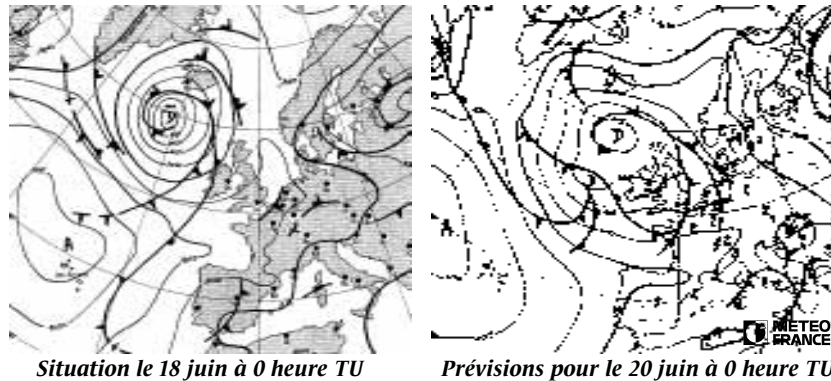 D
A
D
A
METEO
FRANCE
Situation le 18 juin à 0 heure TU
Prévisions pour le 20 juin à 0 heure TU